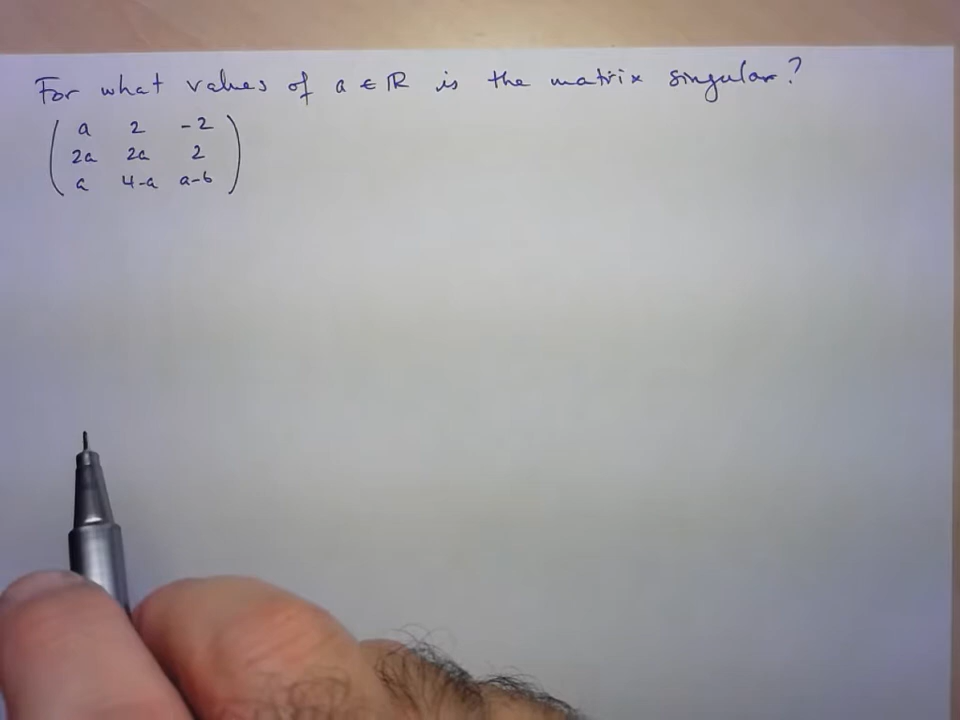 For what values of a ∈ ℝ is the matrix singular?
a 2 -2
2a 2a 2
a 4-a a-6